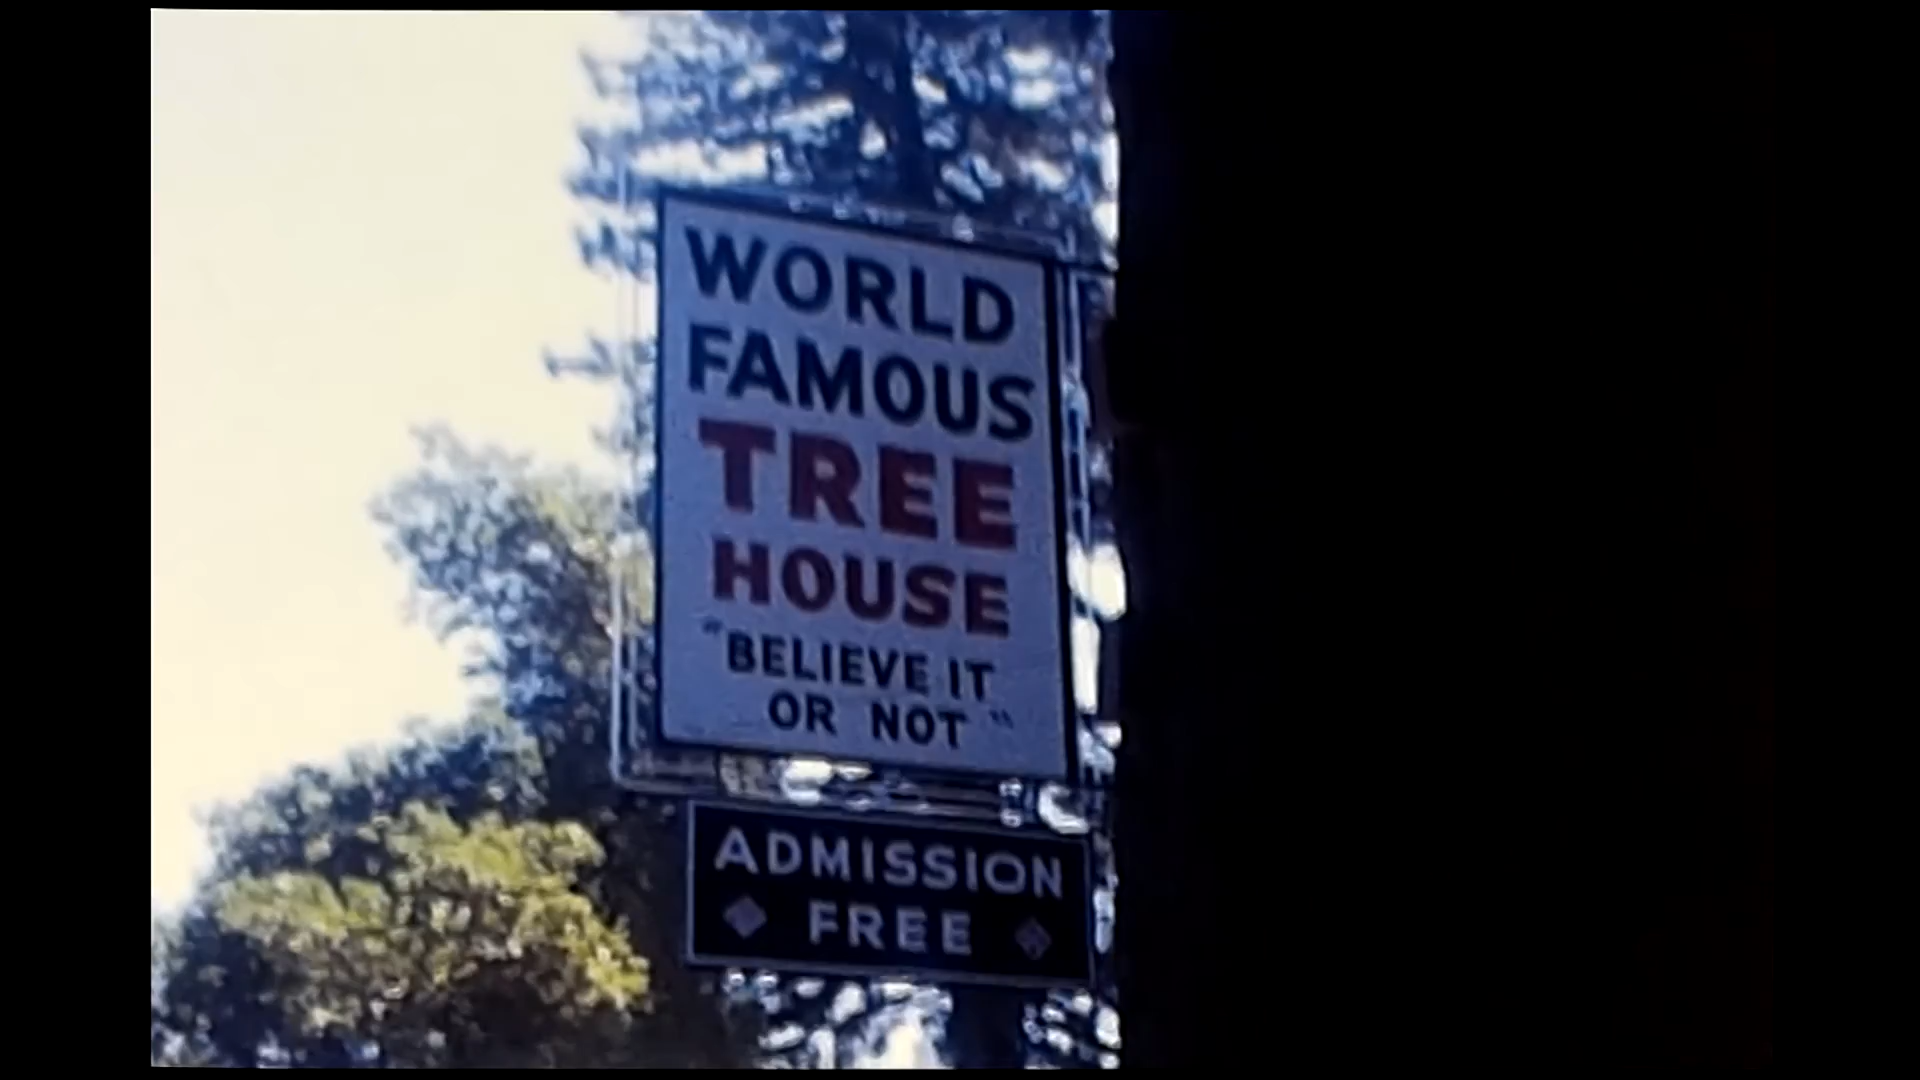 WORLD
FAMOUS
TREE
HOUSE
"BELIEVE IT
OR NOT"
ADMISSION
FREE